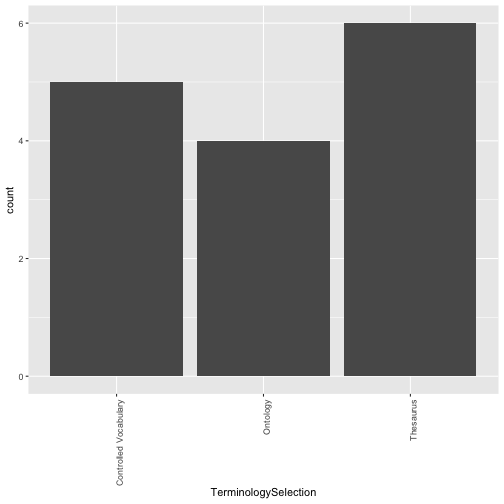 6
4
2
0
count
Controlled Vocabulary
Ontology
Thesaurus
TerminologySelection